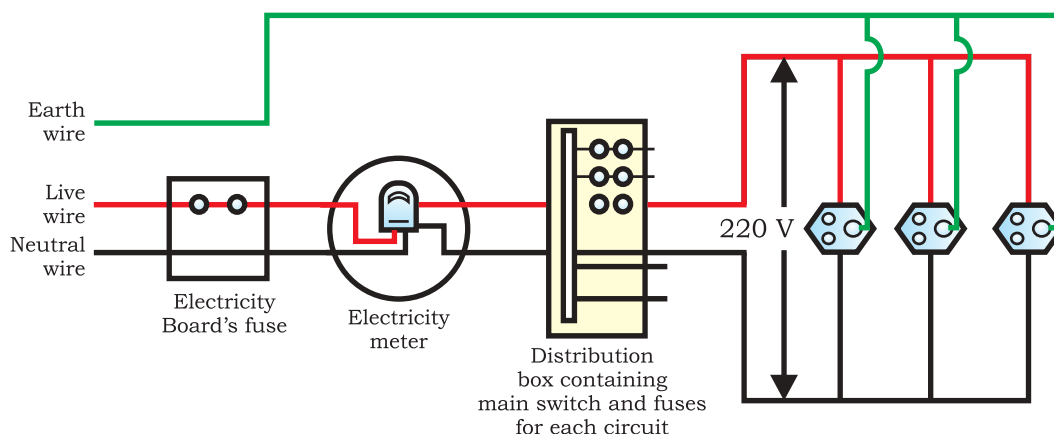 Earth
wire
Live
wire
Neutral
wire
Electricity
Board's fuse
Electricity
meter
Distribution
box containing
main switch and fuses
for each circuit
220 V